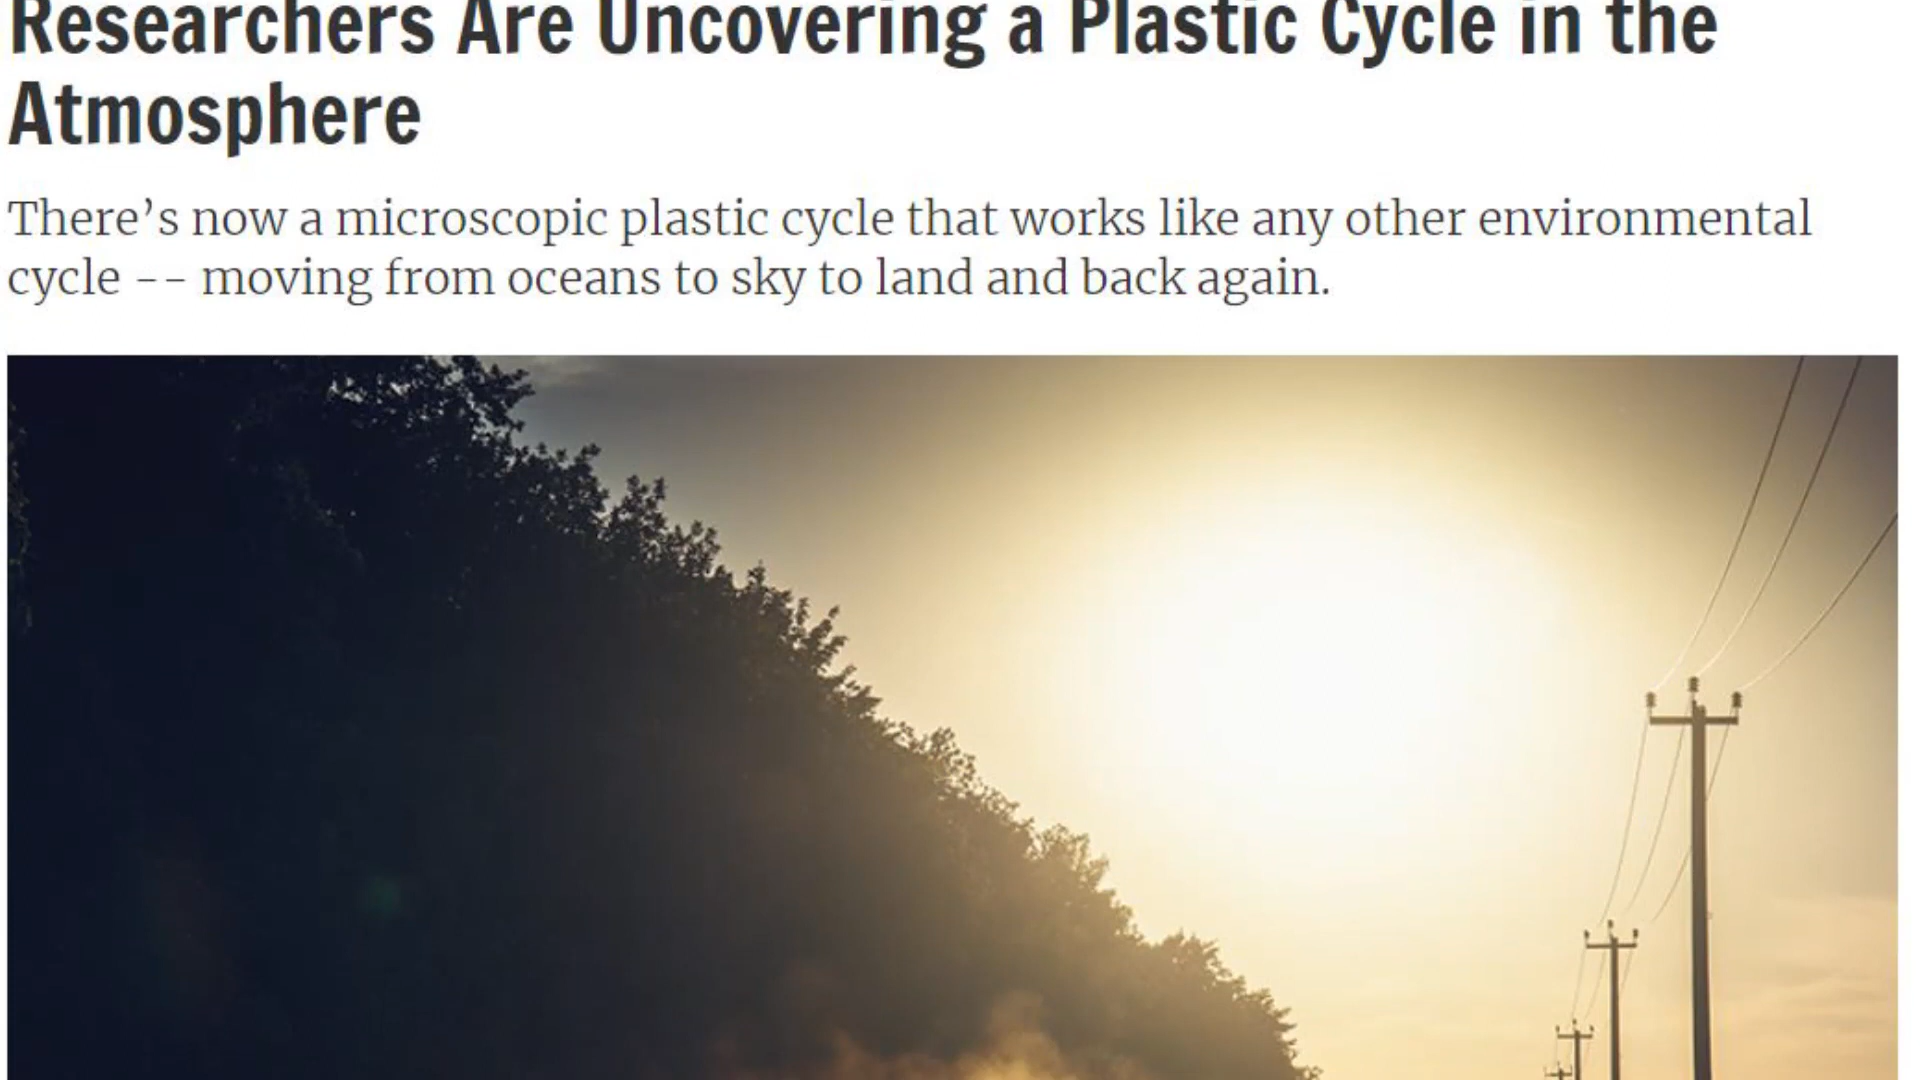 Researchers Are Uncovering a Plastic Cycle in the
Atmosphere
There’s now a microscopic plastic cycle that works like any other environmental
cycle -- moving from oceans to sky to land and back again.